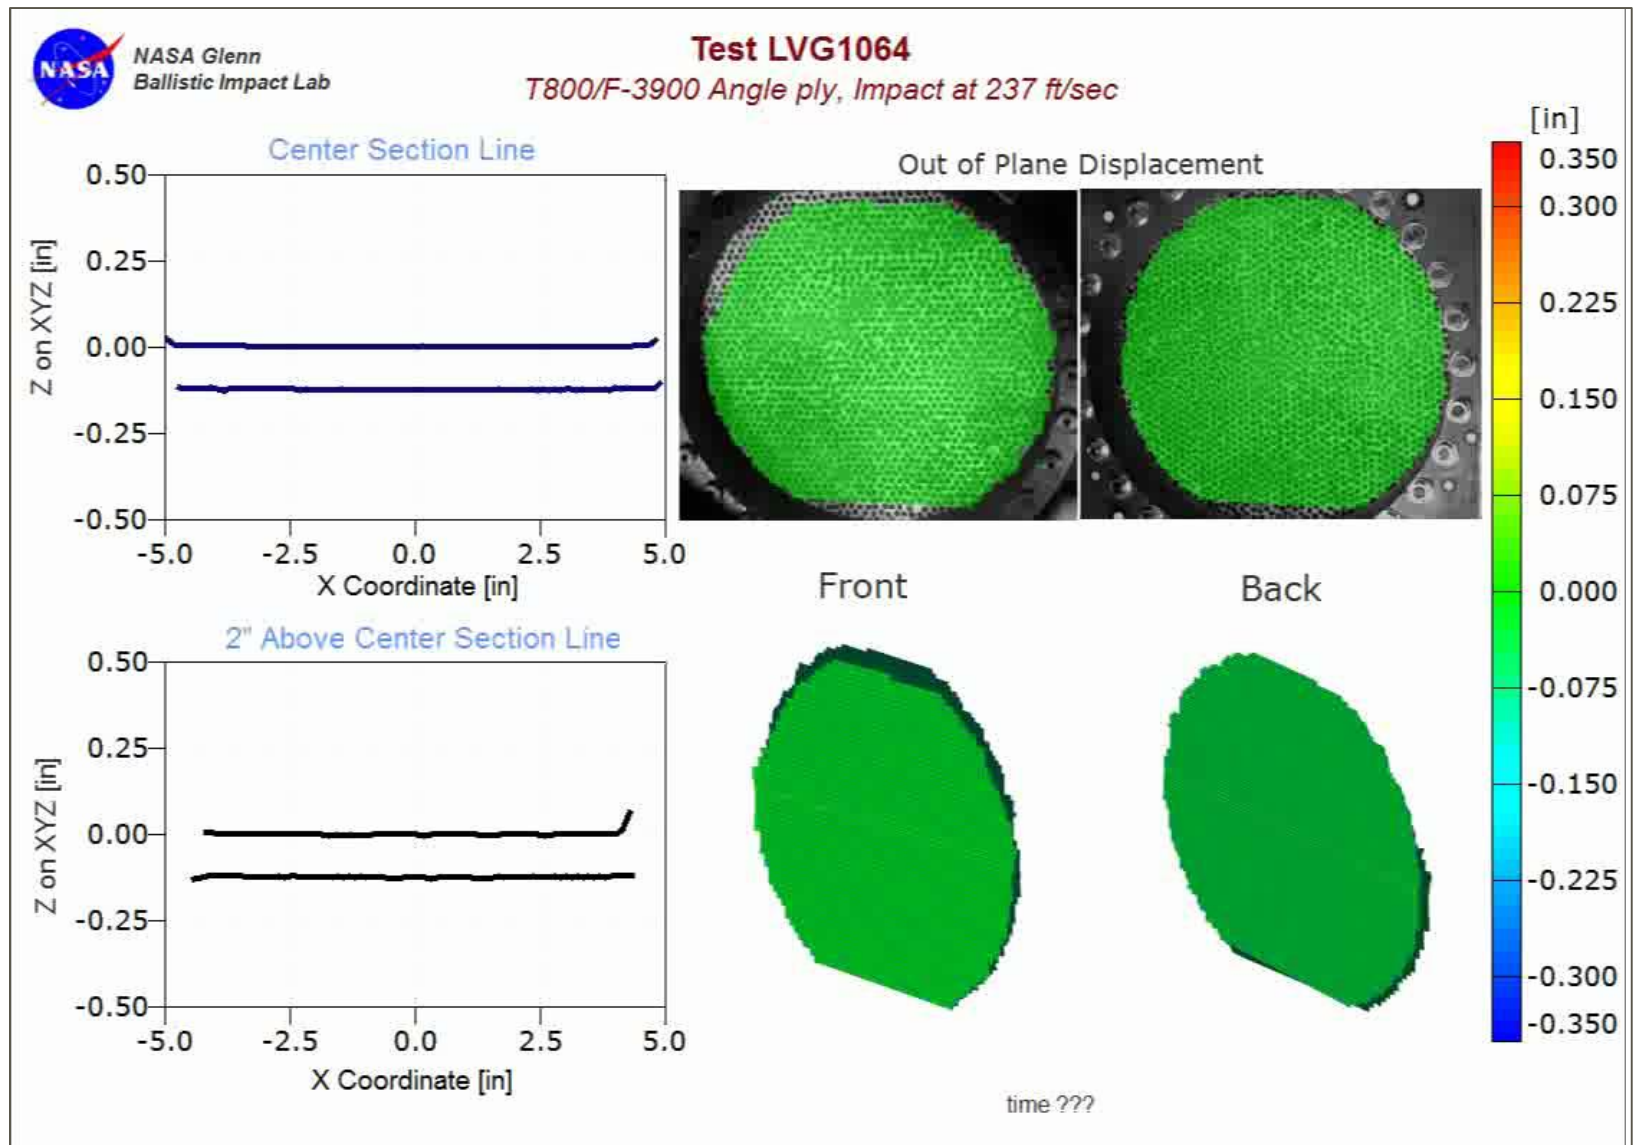 NASA
NASA Glenn
Ballistic Impact Lab
Test LVG1064
T800/F-3900 Angle ply, Impact at 237 ft/sec
Center Section Line
0.50
0.25
0.00
-0.25
-0.50
Z on XYZ [in]
-5.0 -2.5 0.0 2.5 5.0
X Coordinate [in]
Out of Plane Displacement
Front Back
2" Above Center Section Line
0.50
0.25
0.00
-0.25
-0.50
Z on XYZ [in]
-5.0 -2.5 0.0 2.5 5.0
X Coordinate [in]
time ???
[in]
0.350
0.300
0.225
0.150
0.075
0.000
-0.075
-0.150
-0.225
-0.300
-0.350